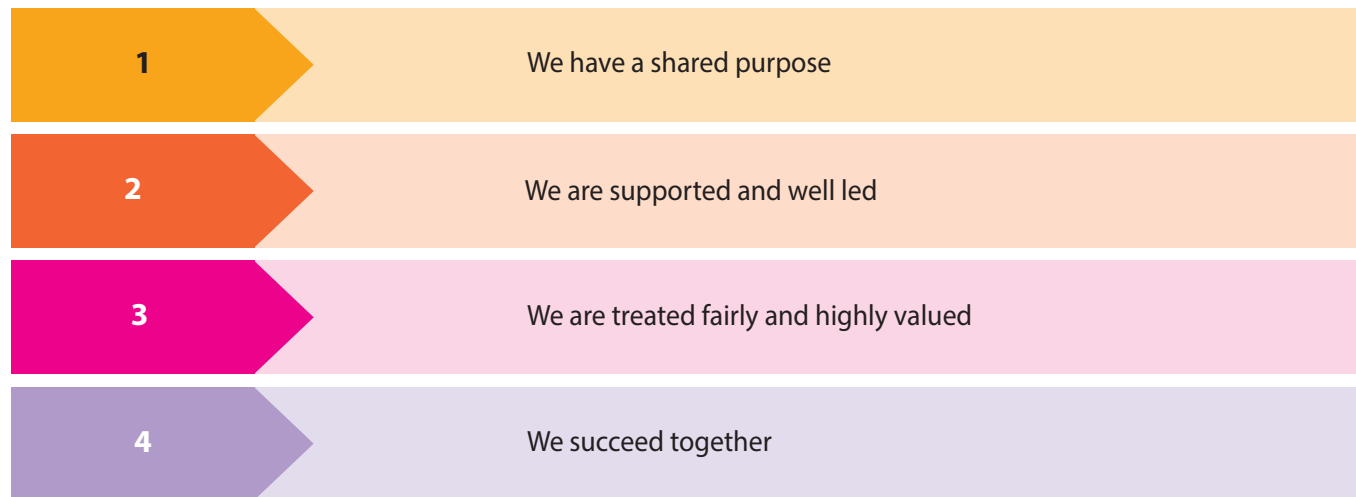 1 We have a shared purpose
2 We are supported and well led
3 We are treated fairly and highly valued
4 We succeed together